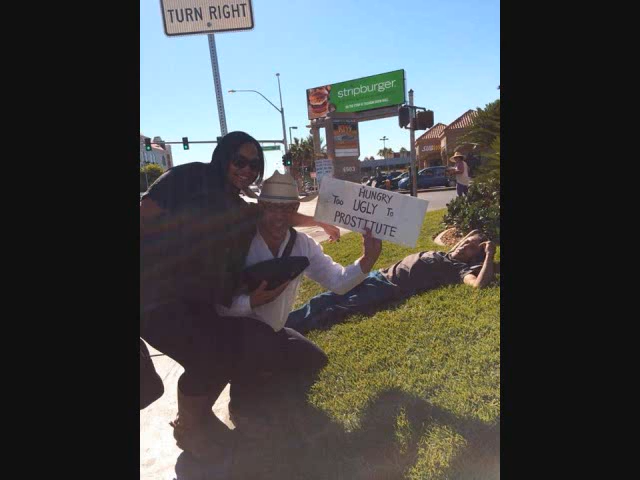 TURN RIGHT
stripburger
HUNGRY
Too UGLY To
PROSTITUTE